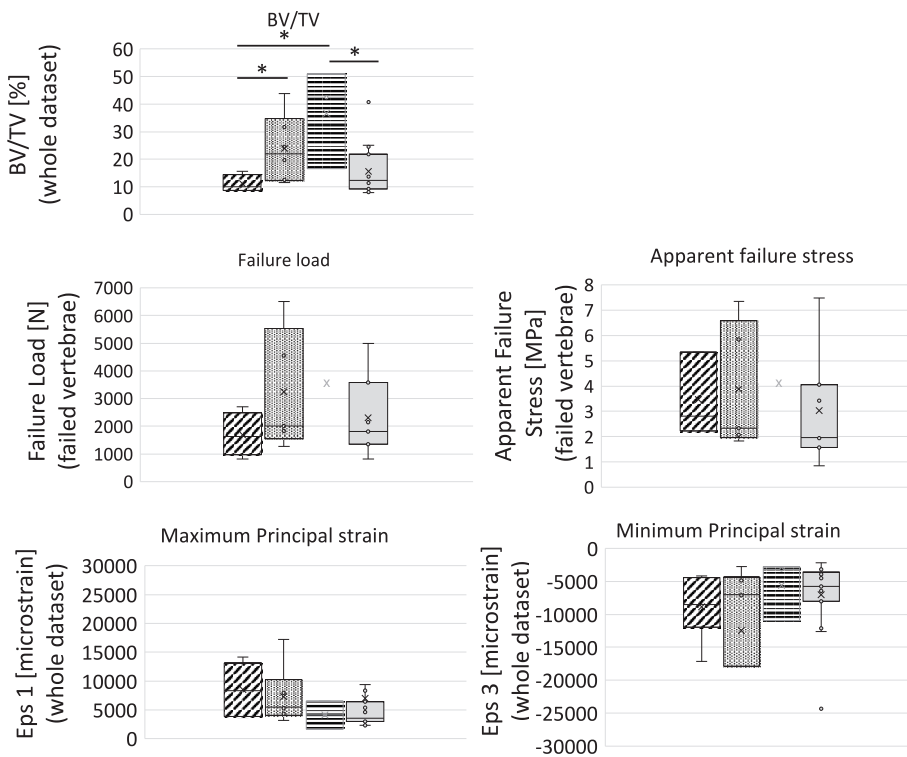 BV/TV
*
*
*
BV/TV [%]
(whole dataset)
60
50
40
30
20
10
0
Failure load
Failure Load [N]
(failed vertebrae)
7000
6000
5000
4000
3000
2000
1000
0
Apparent failure stress
Apparent Failure
Stress [MPa]
(failed vertebrae)
8
7
6
5
4
3
2
1
0
Maximum Principal strain
Eps 1 [microstrain]
(whole dataset)
30000
25000
20000
15000
10000
5000
0
Minimum Principal strain
Eps 3 [microstrain]
(whole dataset)
0
-5000
-10000
-15000
-20000
-25000
-30000